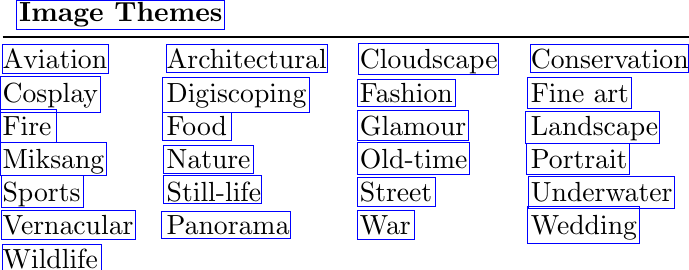 Image Themes
Aviation Architectural Cloudscape Conservation
Cosplay Digiscoping Fashion Fine art
Fire Food Glamour Landscape
Miksang Nature Old-time Portrait
Sports Still-life Street Underwater
Vernacular Panorama War Wedding
Wildlife